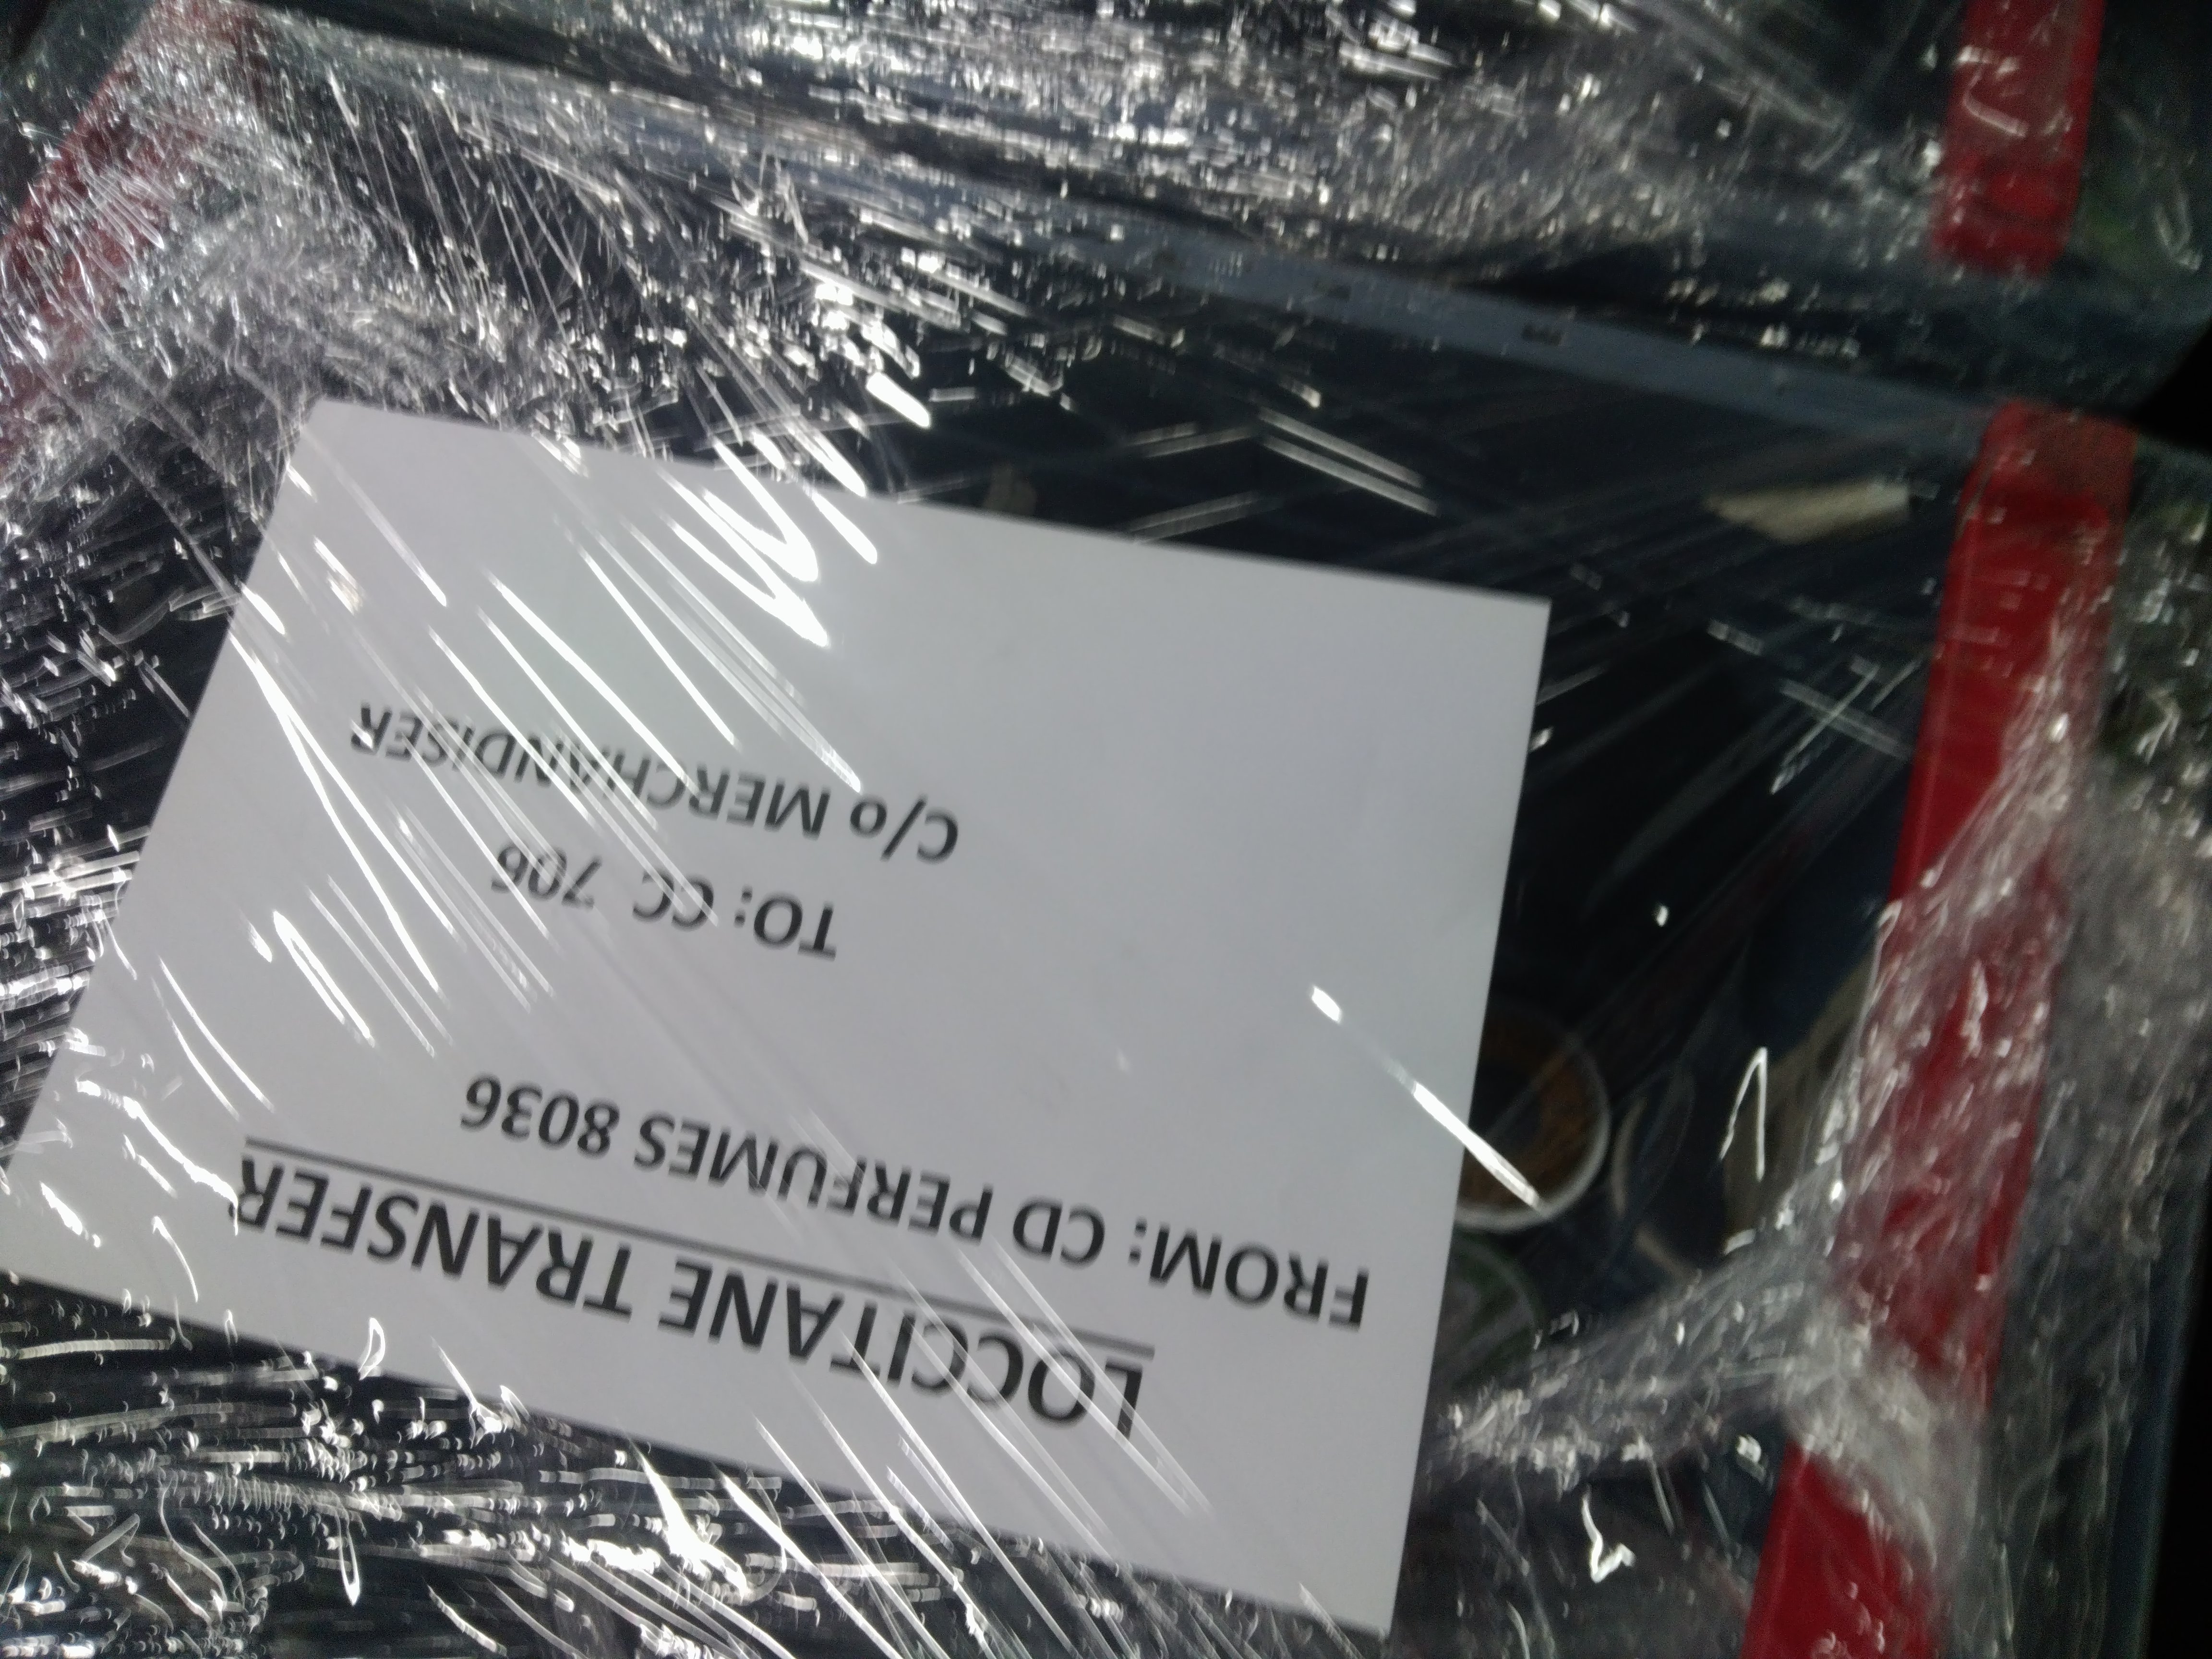 LOCCITANE TRANSFER
FROM: CD PERFUMES 8036
TO: CC 706
C/o MERCHANDISER